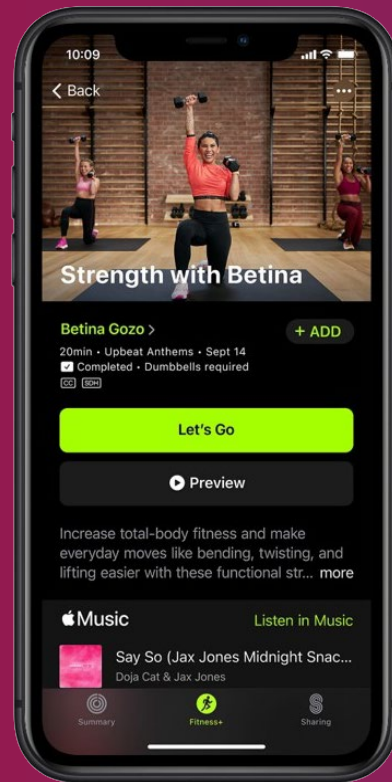 10:09
Back
Strength with Betina
Betina Gozo >
+ ADD
20min • Upbeat Anthems • Sept 14
Completed • Dumbbells required
CC SDH
Let's Go
Preview
Increase total-body fitness and make
everyday moves like bending, twisting, and
lifting easier with these functional str... more
Music
Listen in Music
Say So (Jax Jones Midnight Snac...
Doja Cat & Jax Jones
Summary
Fitness+
Sharing